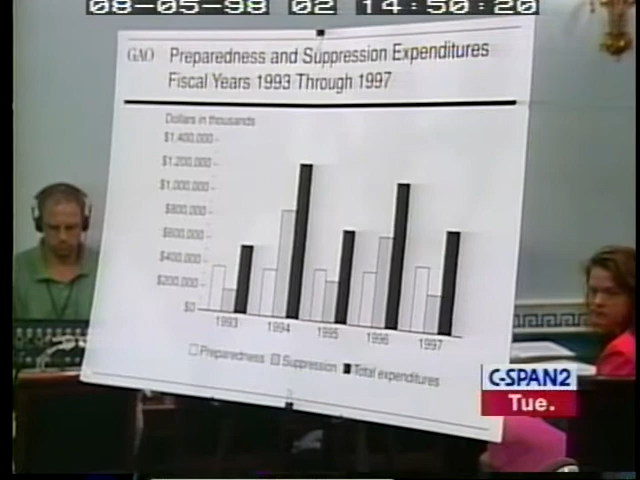 08-05-98 02 14:50:20
GAO Preparedness and Suppression Expenditures
Fiscal Years 1993 Through 1997
Dollars in thousands
$1,400,000
$1,200,000
$1,000,000
$800,000
$600,000
$400,000
$200,000
$0
1993 1994 1995 1996 1997
Preparedness Suppression Total expenditures
C-SPAN2
Tue.